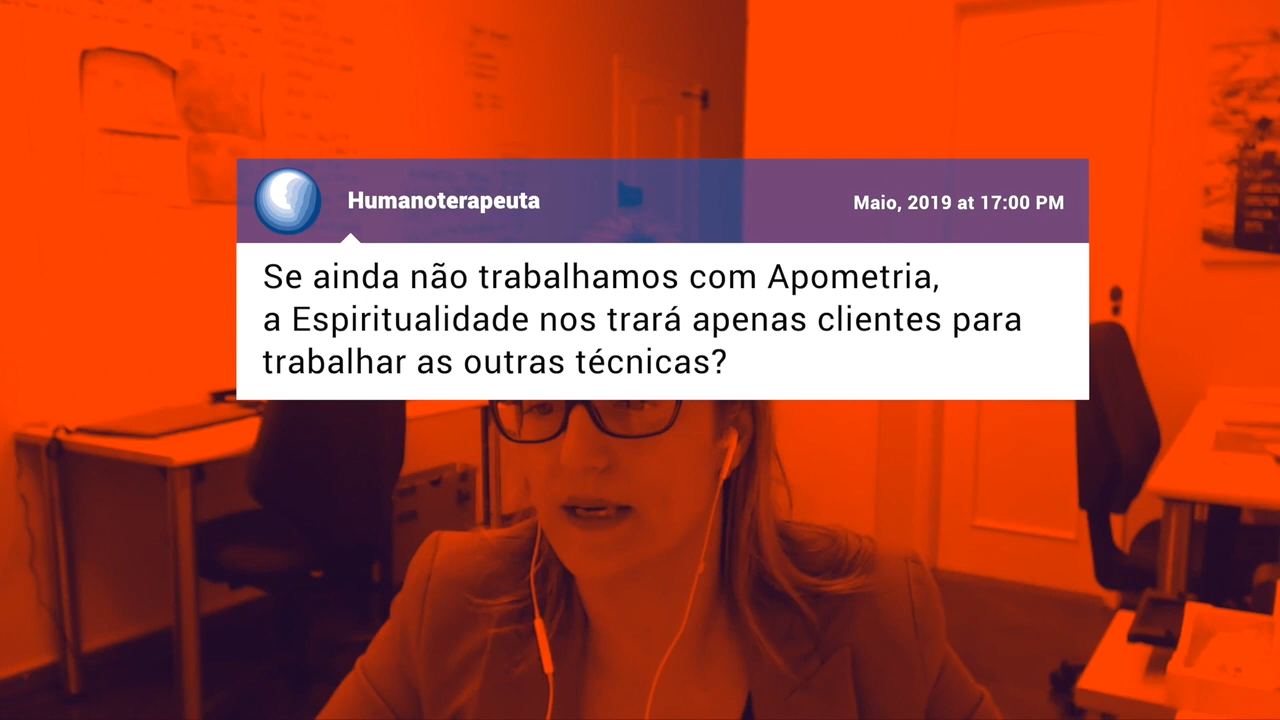 Humanoterapeuta
Maio, 2019 at 17:00 PM
Se ainda não trabalhamos com Apometria,
a Espiritualidade nos trará apenas clientes para
trabalhar as outras técnicas?